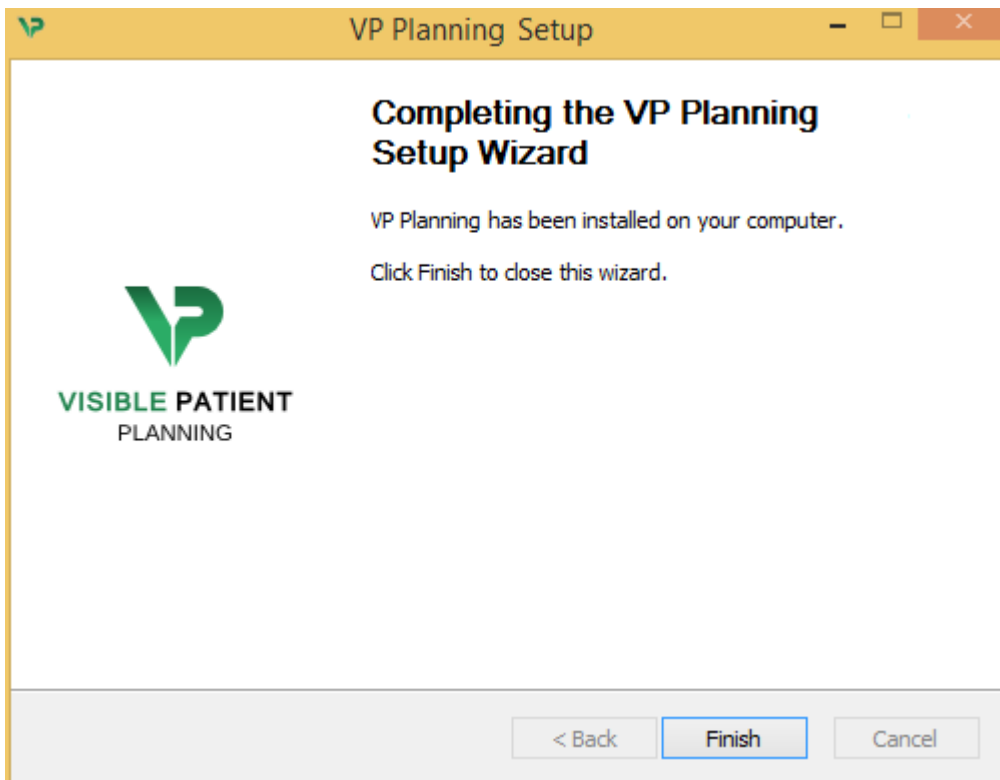 VP Planning Setup
Completing the VP Planning
Setup Wizard
VP Planning has been installed on your computer.
Click Finish to close this wizard.
VP
VISIBLE PATIENT
PLANNING
< Back
Finish
Cancel